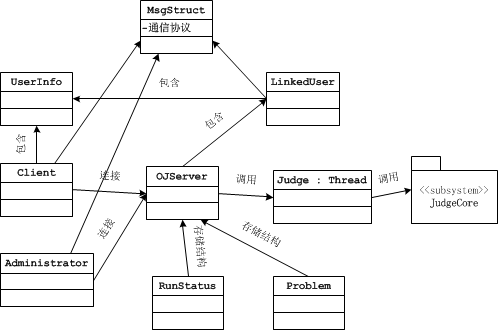 MsgStruct
-通信协议
UserInfo
包含
LinkedUser
包含
包含
Client
连接
OJServer
调用
Judge : Thread
调用
<<subsystem>>
JudgeCore
连接
存储结构
存储结构
Administrator
RunStatus
Problem